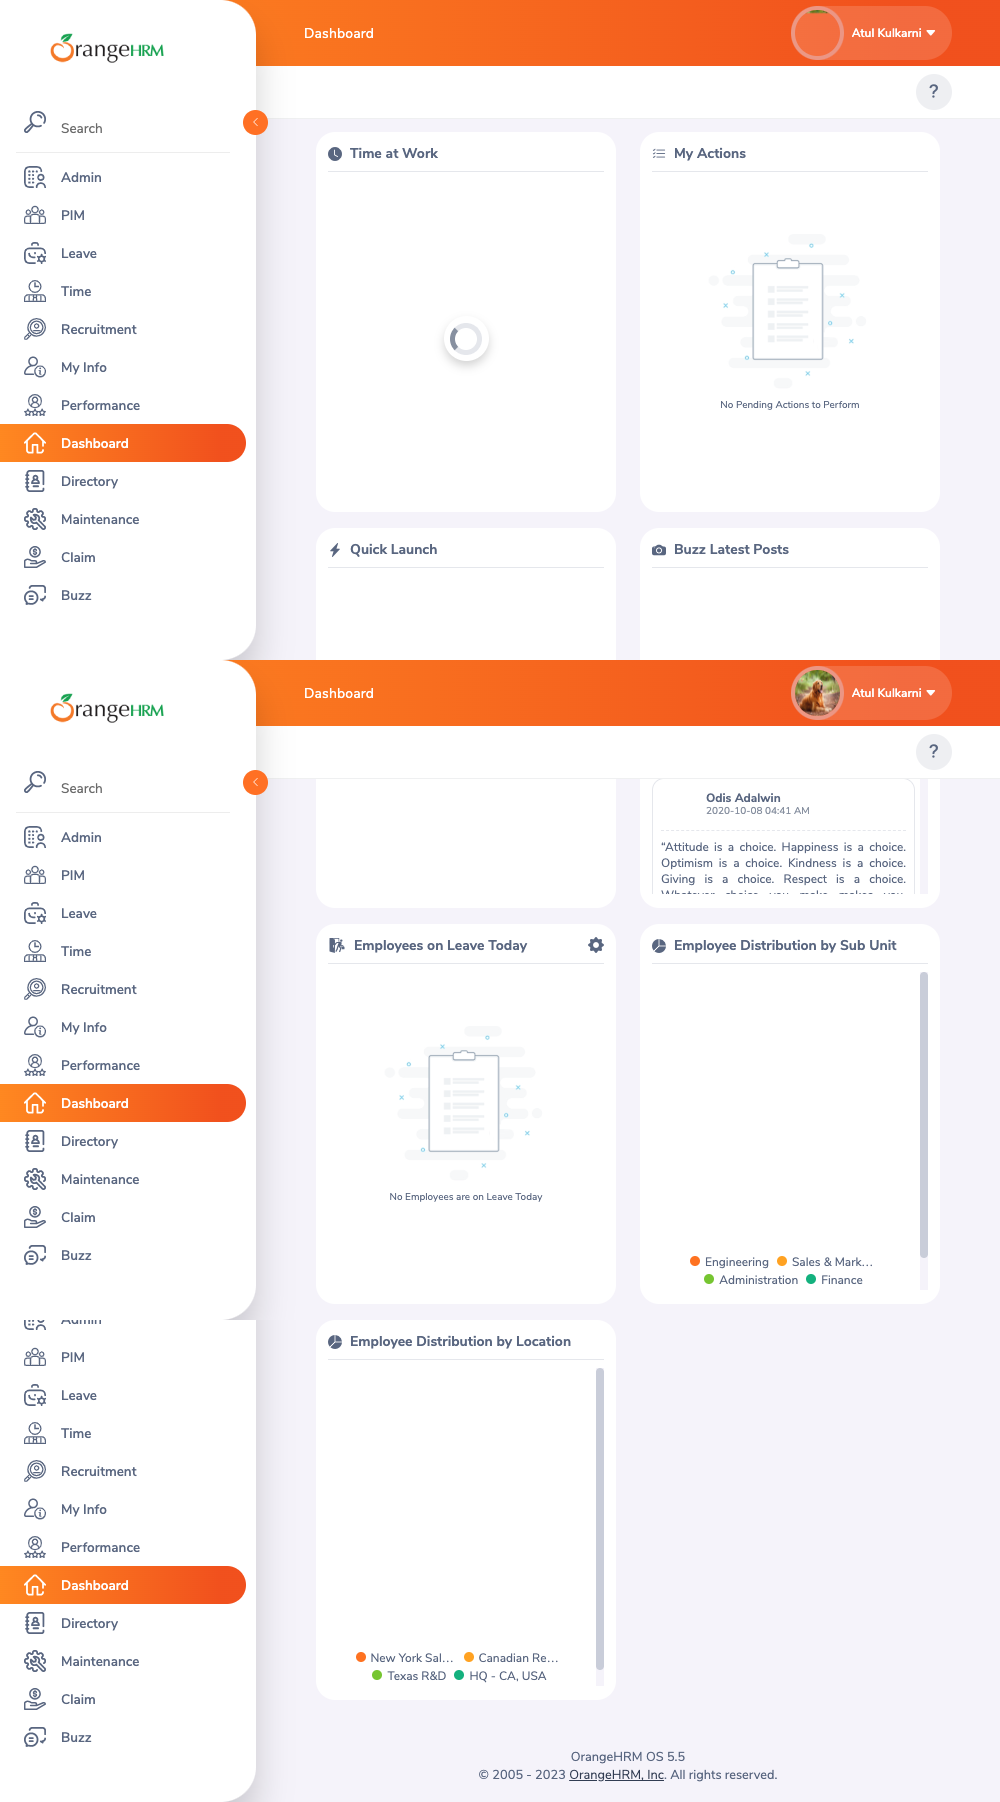 OrangeHRM
Dashboard
Atul Kulkarni
?
Search
Admin
PIM
Leave
Time
Recruitment
My Info
Performance
Dashboard
Directory
Maintenance
Claim
Buzz
Time at Work
My Actions
No Pending Actions to Perform
Quick Launch
Buzz Latest Posts
OrangeHRM
Dashboard
Atul Kulkarni
?
Search
Admin
PIM
Leave
Time
Recruitment
My Info
Performance
Dashboard
Directory
Maintenance
Claim
Buzz
Odis Adalwin
2020-10-08 04:41 AM
“Attitude is a choice. Happiness is a choice.
Optimism is a choice. Kindness is a choice.
Giving is a choice. Respect is a choice.
Whatever choice you make makes you.
Employees on Leave Today
No Employees are on Leave Today
Employee Distribution by Sub Unit
Engineering Sales & Mark…
Administration Finance
Admin
PIM
Leave
Time
Recruitment
My Info
Performance
Dashboard
Directory
Maintenance
Claim
Buzz
Employee Distribution by Location
New York Sal… Canadian Re…
Texas R&D HQ - CA, USA
OrangeHRM OS 5.5
© 2005 - 2023 OrangeHRM, Inc. All rights reserved.